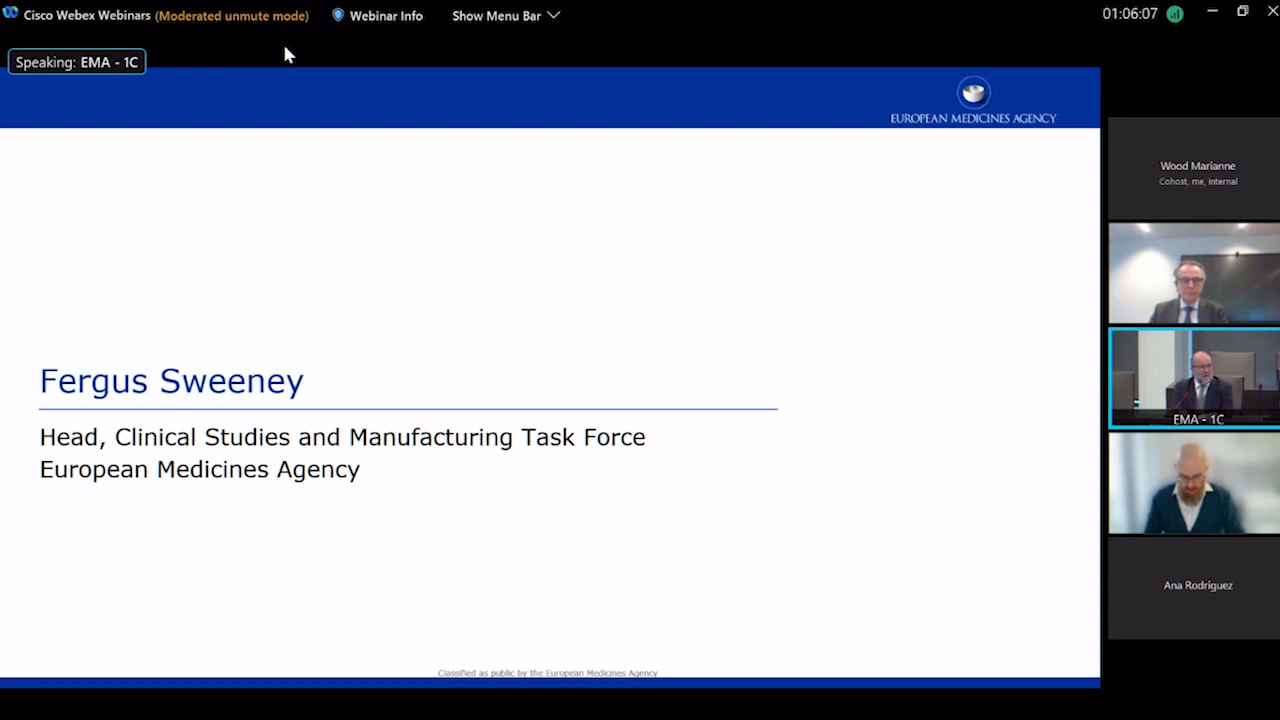 Cisco Webex Webinars (Moderated unmute mode)
Webinar Info
Show Menu Bar
01:06:07
Speaking: EMA - 1C
EUROPEAN MEDICINES AGENCY
Wood Marianne
Cohost, me, internal
Fergus Sweeney
Head, Clinical Studies and Manufacturing Task Force
European Medicines Agency
EMA - 1C
Ana Rodriguez
Classified as public by the European Medicines Agency